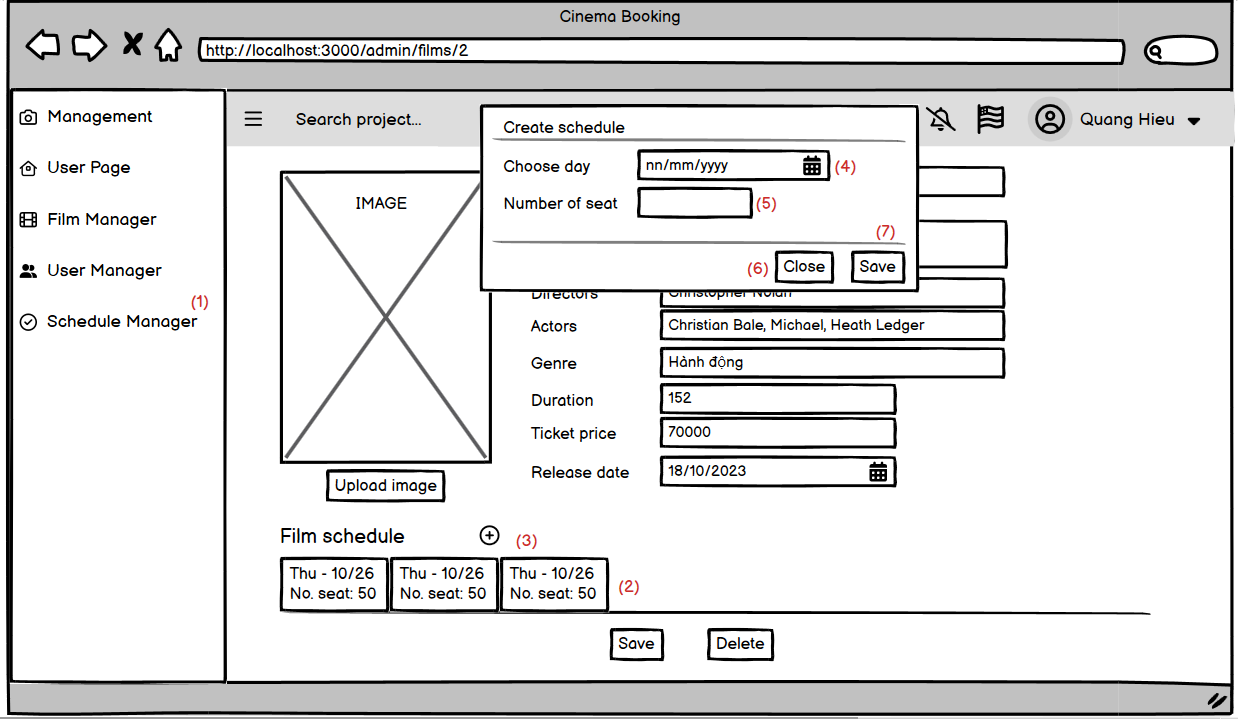 Cinema Booking
http://localhost:3000/admin/films/2
Management
User Page
Film Manager
User Manager
(1)
Schedule Manager
Search project...
Quang Hieu
Create schedule
Choose day
nn/mm/yyyy
(4)
Number of seat
(5)
(7)
(6)
Close
Save
IMAGE
Upload image
Directors
Christopher Nolan
Actors
Christian Bale, Michael, Heath Ledger
Genre
Hành động
Duration
152
Ticket price
70000
Release date
18/10/2023
Film schedule
(3)
Thu - 10/26
No. seat: 50
Thu - 10/26
No. seat: 50
Thu - 10/26
No. seat: 50
(2)
Save
Delete